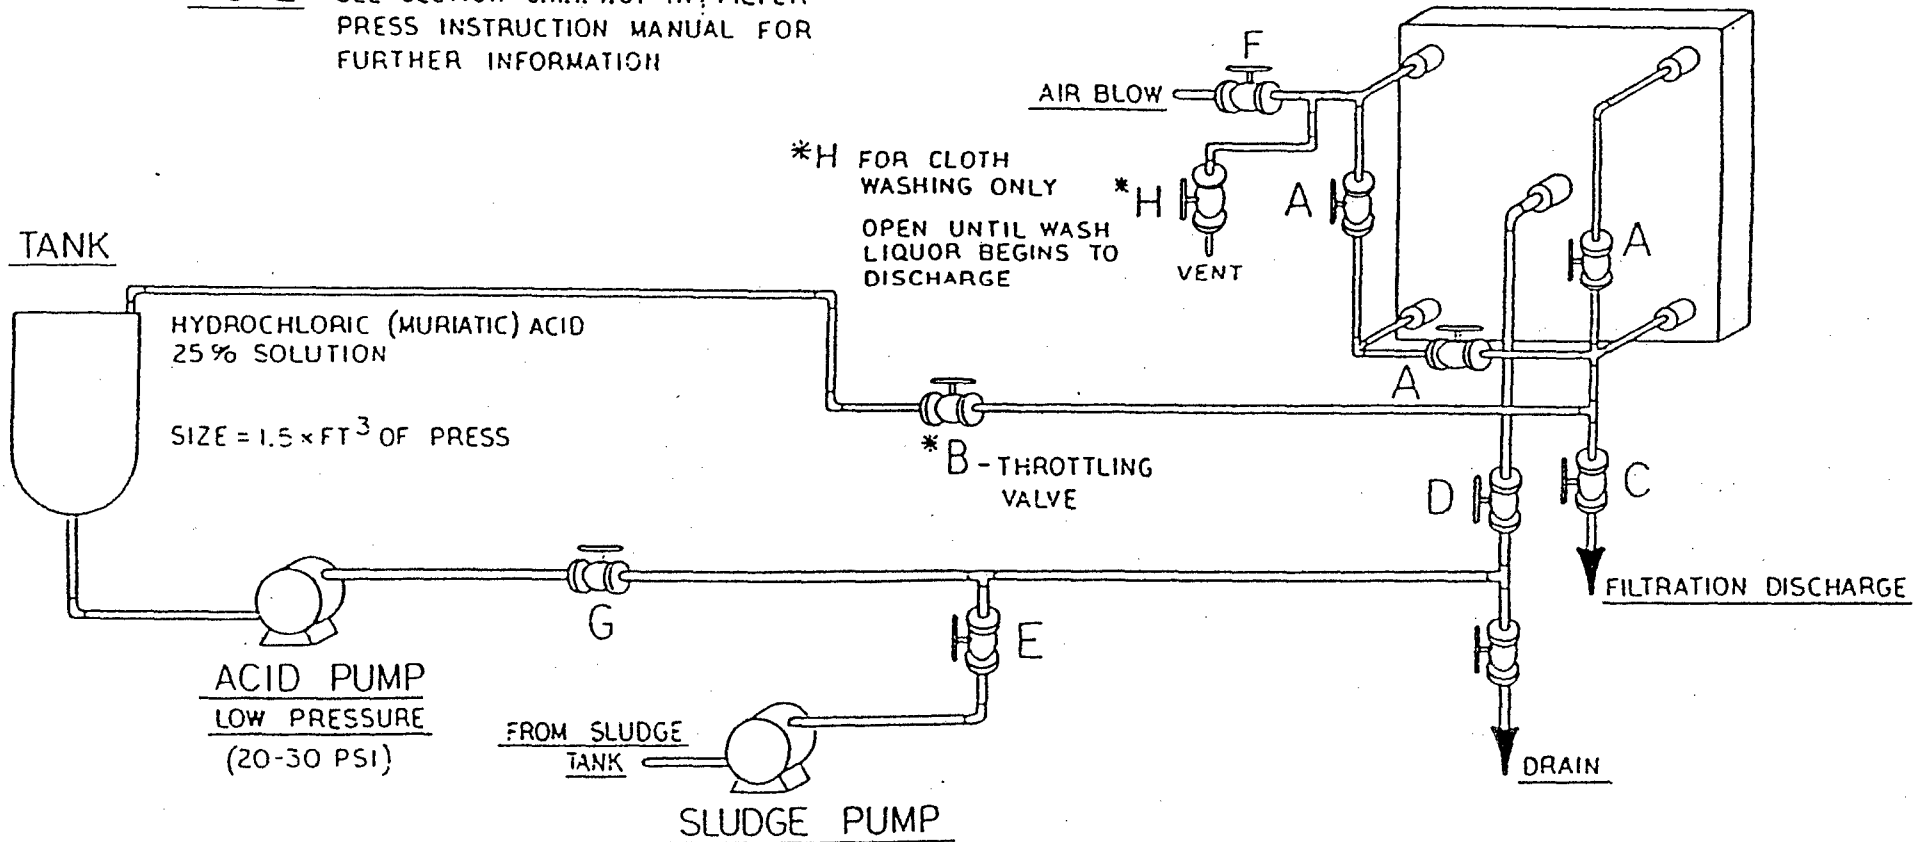 PRESS INSTRUCTION MANUAL FOR
FURTHER INFORMATION
F
AIR BLOW
*H FOR CLOTH
WASHING ONLY
OPEN UNTIL WASH
LIQUOR BEGINS TO
DISCHARGE
*H
VENT
A
A
A
TANK
HYDROCHLORIC (MURIATIC) ACID
25% SOLUTION
SIZE = 1.5 × FT³ OF PRESS
*B - THROTTLING
VALVE
D
C
FILTRATION DISCHARGE
G
E
ACID PUMP
LOW PRESSURE
(20-30 PSI)
FROM SLUDGE
TANK
SLUDGE PUMP
DRAIN